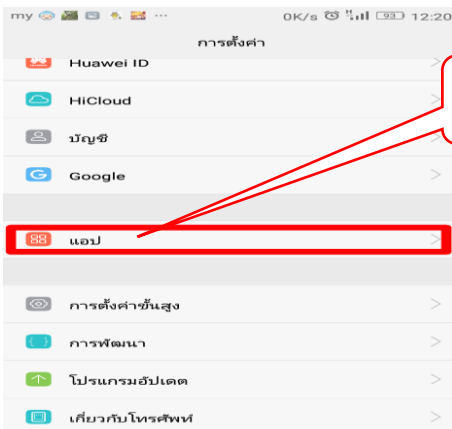 my ... 0K/s 93 12:20
การตั้งค่า
Huawei ID
HiCloud
บัญชี
Google
แอป
การตั้งค่าขั้นสูง
การพัฒนา
โปรแกรมอัปเดต
เกี่ยวกับโทรศัพท์